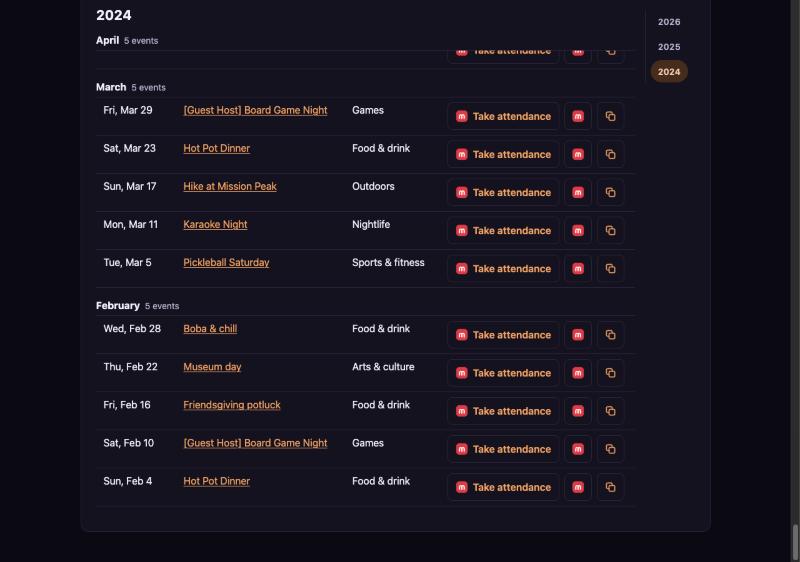 2024
2026
2025
2024
April 5 events
Take attendance
March 5 events
Fri, Mar 29 [Guest Host] Board Game Night Games Take attendance
Sat, Mar 23 Hot Pot Dinner Food & drink Take attendance
Sun, Mar 17 Hike at Mission Peak Outdoors Take attendance
Mon, Mar 11 Karaoke Night Nightlife Take attendance
Tue, Mar 5 Pickleball Saturday Sports & fitness Take attendance
February 5 events
Wed, Feb 28 Boba & chill Food & drink Take attendance
Thu, Feb 22 Museum day Arts & culture Take attendance
Fri, Feb 16 Friendsgiving potluck Food & drink Take attendance
Sat, Feb 10 [Guest Host] Board Game Night Games Take attendance
Sun, Feb 4 Hot Pot Dinner Food & drink Take attendance